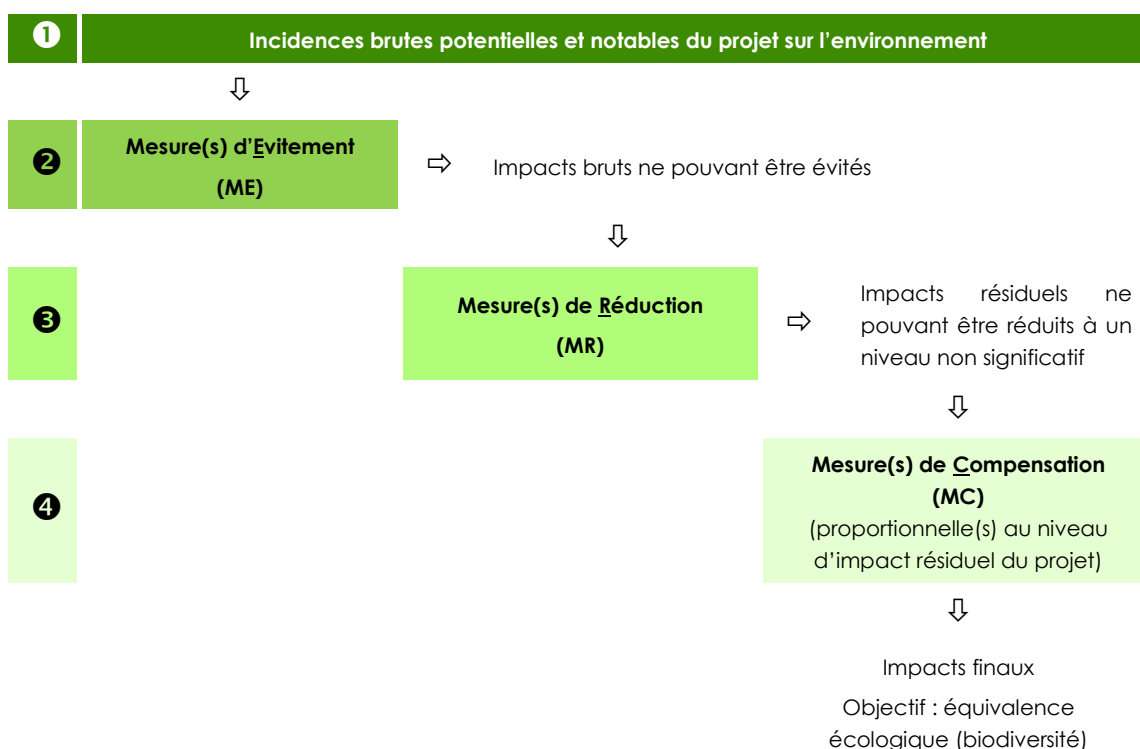 ❶ Incidences brutes potentielles et notables du projet sur l'environnement
⇩
❷ Mesure(s) d'Evitement
(ME)
⇨ Impacts bruts ne pouvant être évités
⇩
❸ Mesure(s) de Réduction
(MR)
⇨ Impacts résiduels ne
pouvant être réduits à un
niveau non significatif
⇩
❹ Mesure(s) de Compensation
(MC)
(proportionnelle(s) au niveau
d'impact résiduel du projet)
⇩
Impacts finaux
Objectif : équivalence
écologique (biodiversité)